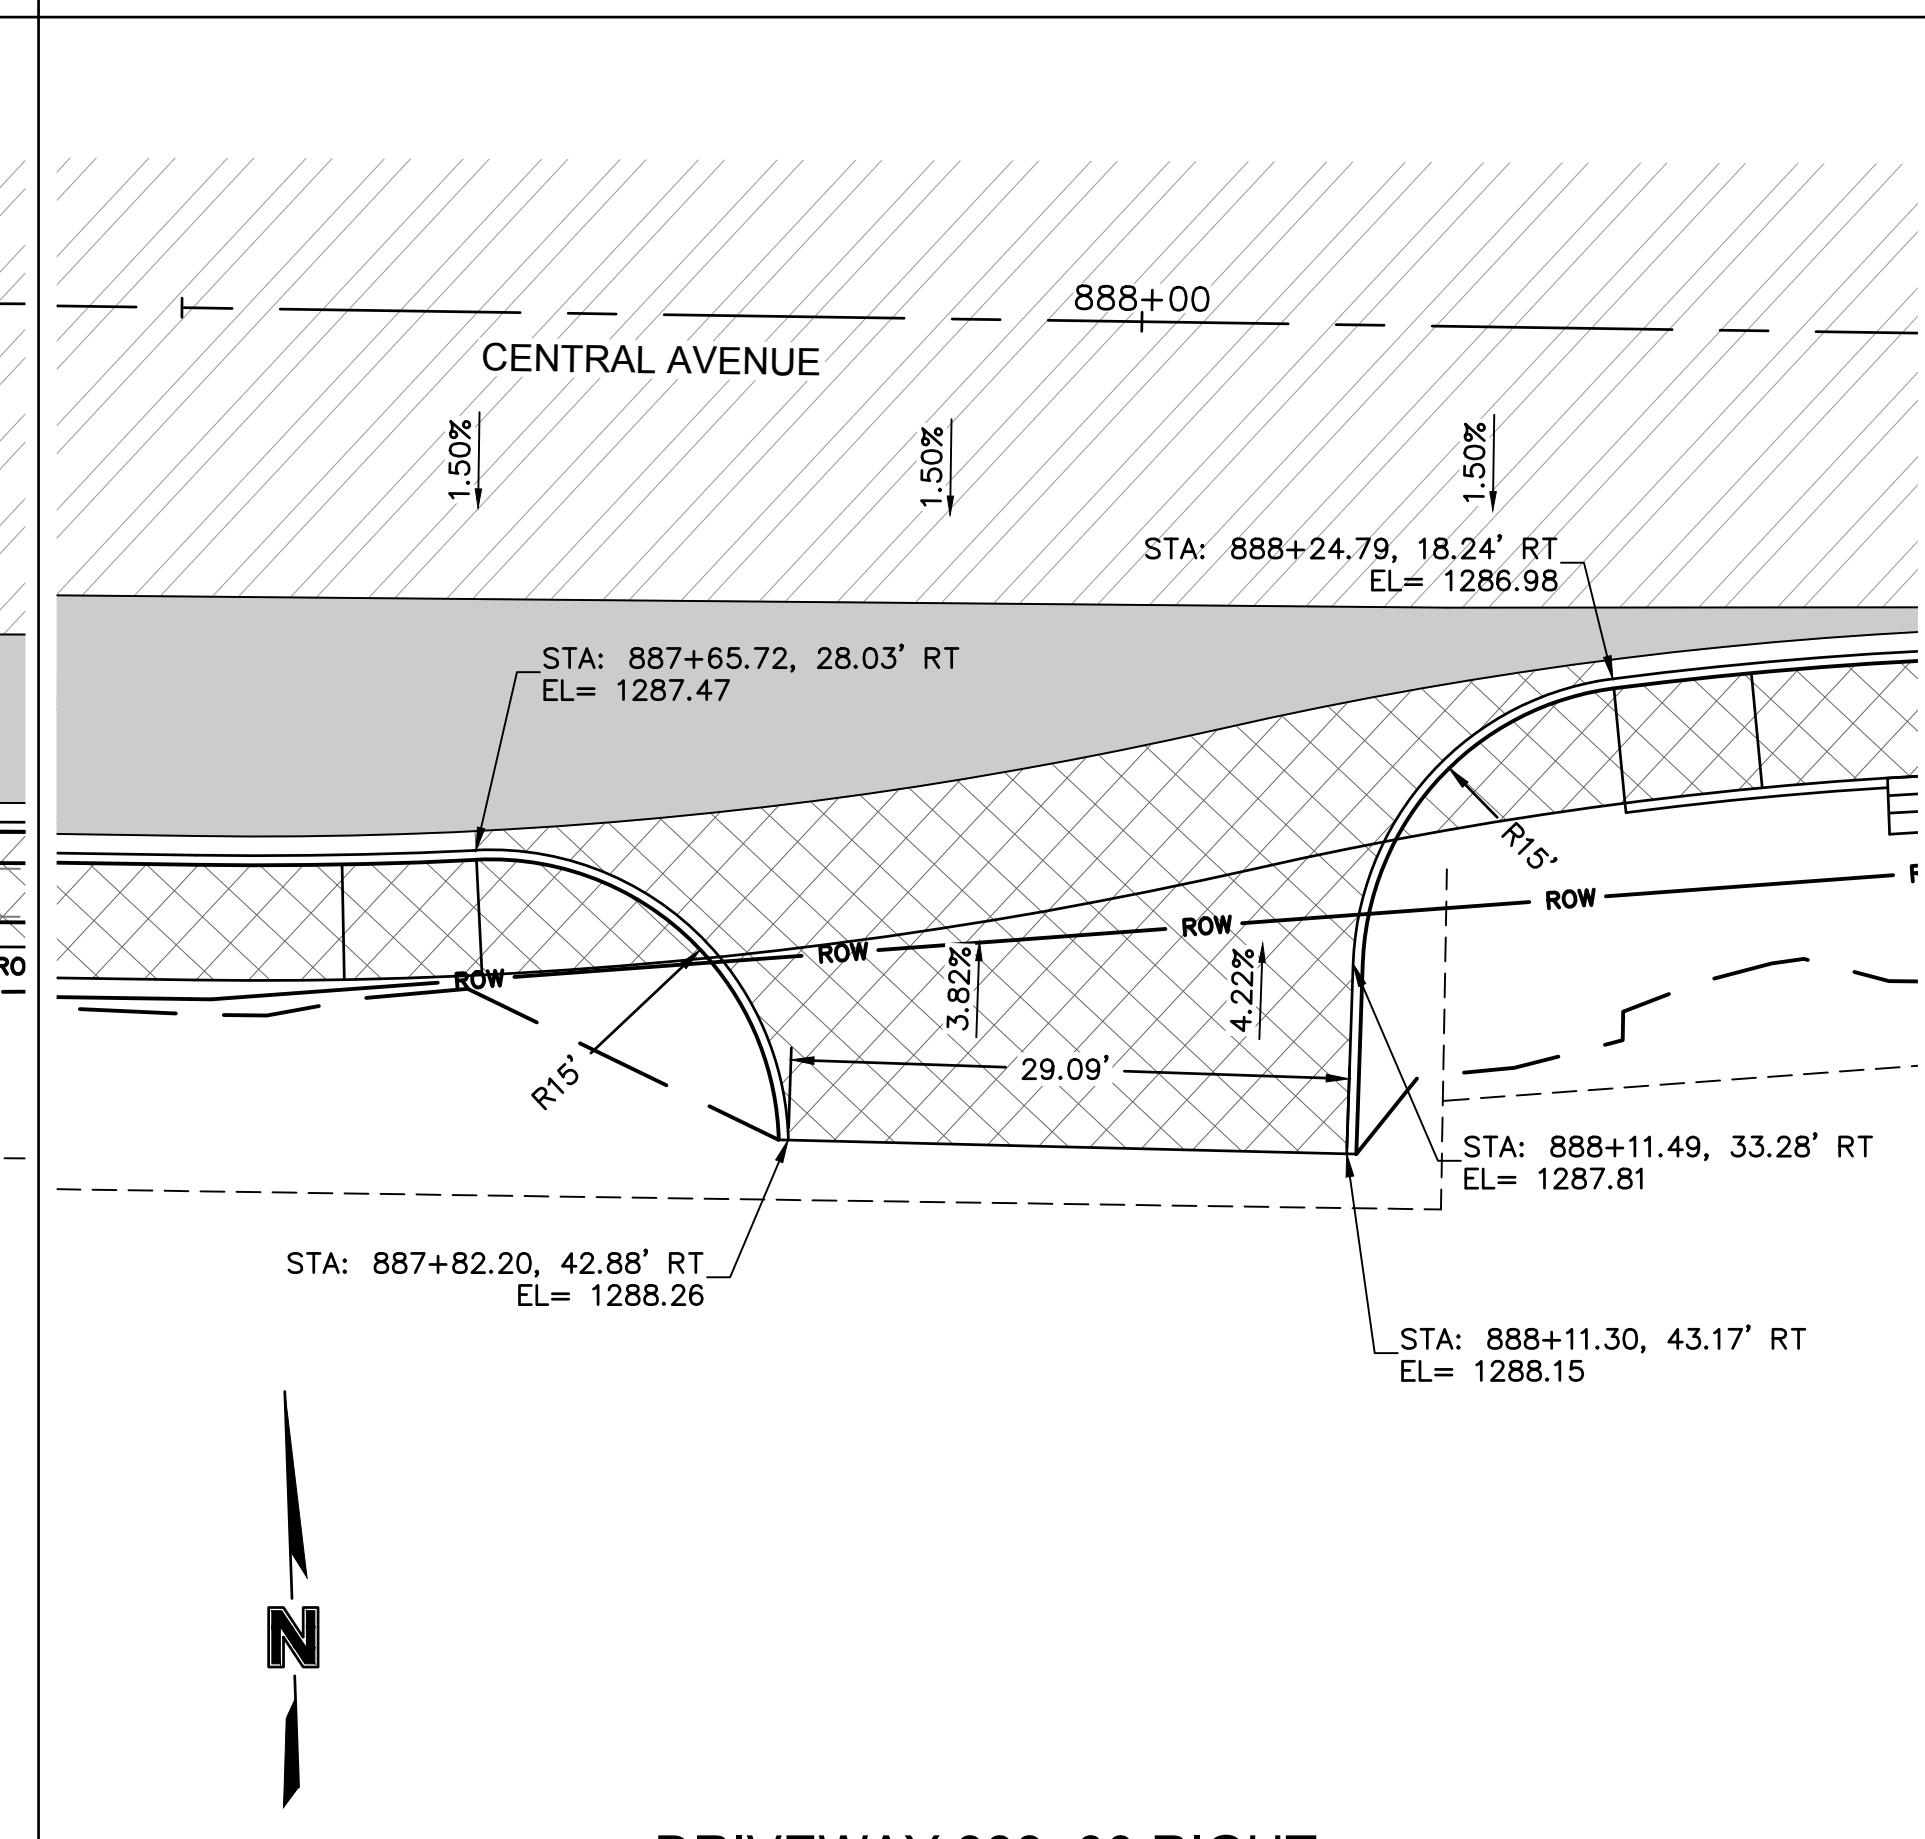 888+00
CENTRAL AVENUE
1.50%
1.50%
1.50%
STA: 888+24.79, 18.24' RT
EL= 1286.98
STA: 887+65.72, 28.03' RT
EL= 1287.47
R15'
ROW
ROW
ROW
ROW
3.82%
4.22%
29.09'
R15'
STA: 888+11.49, 33.28' RT
EL= 1287.81
STA: 887+82.20, 42.88' RT
EL= 1288.26
STA: 888+11.30, 43.17' RT
EL= 1288.15
N